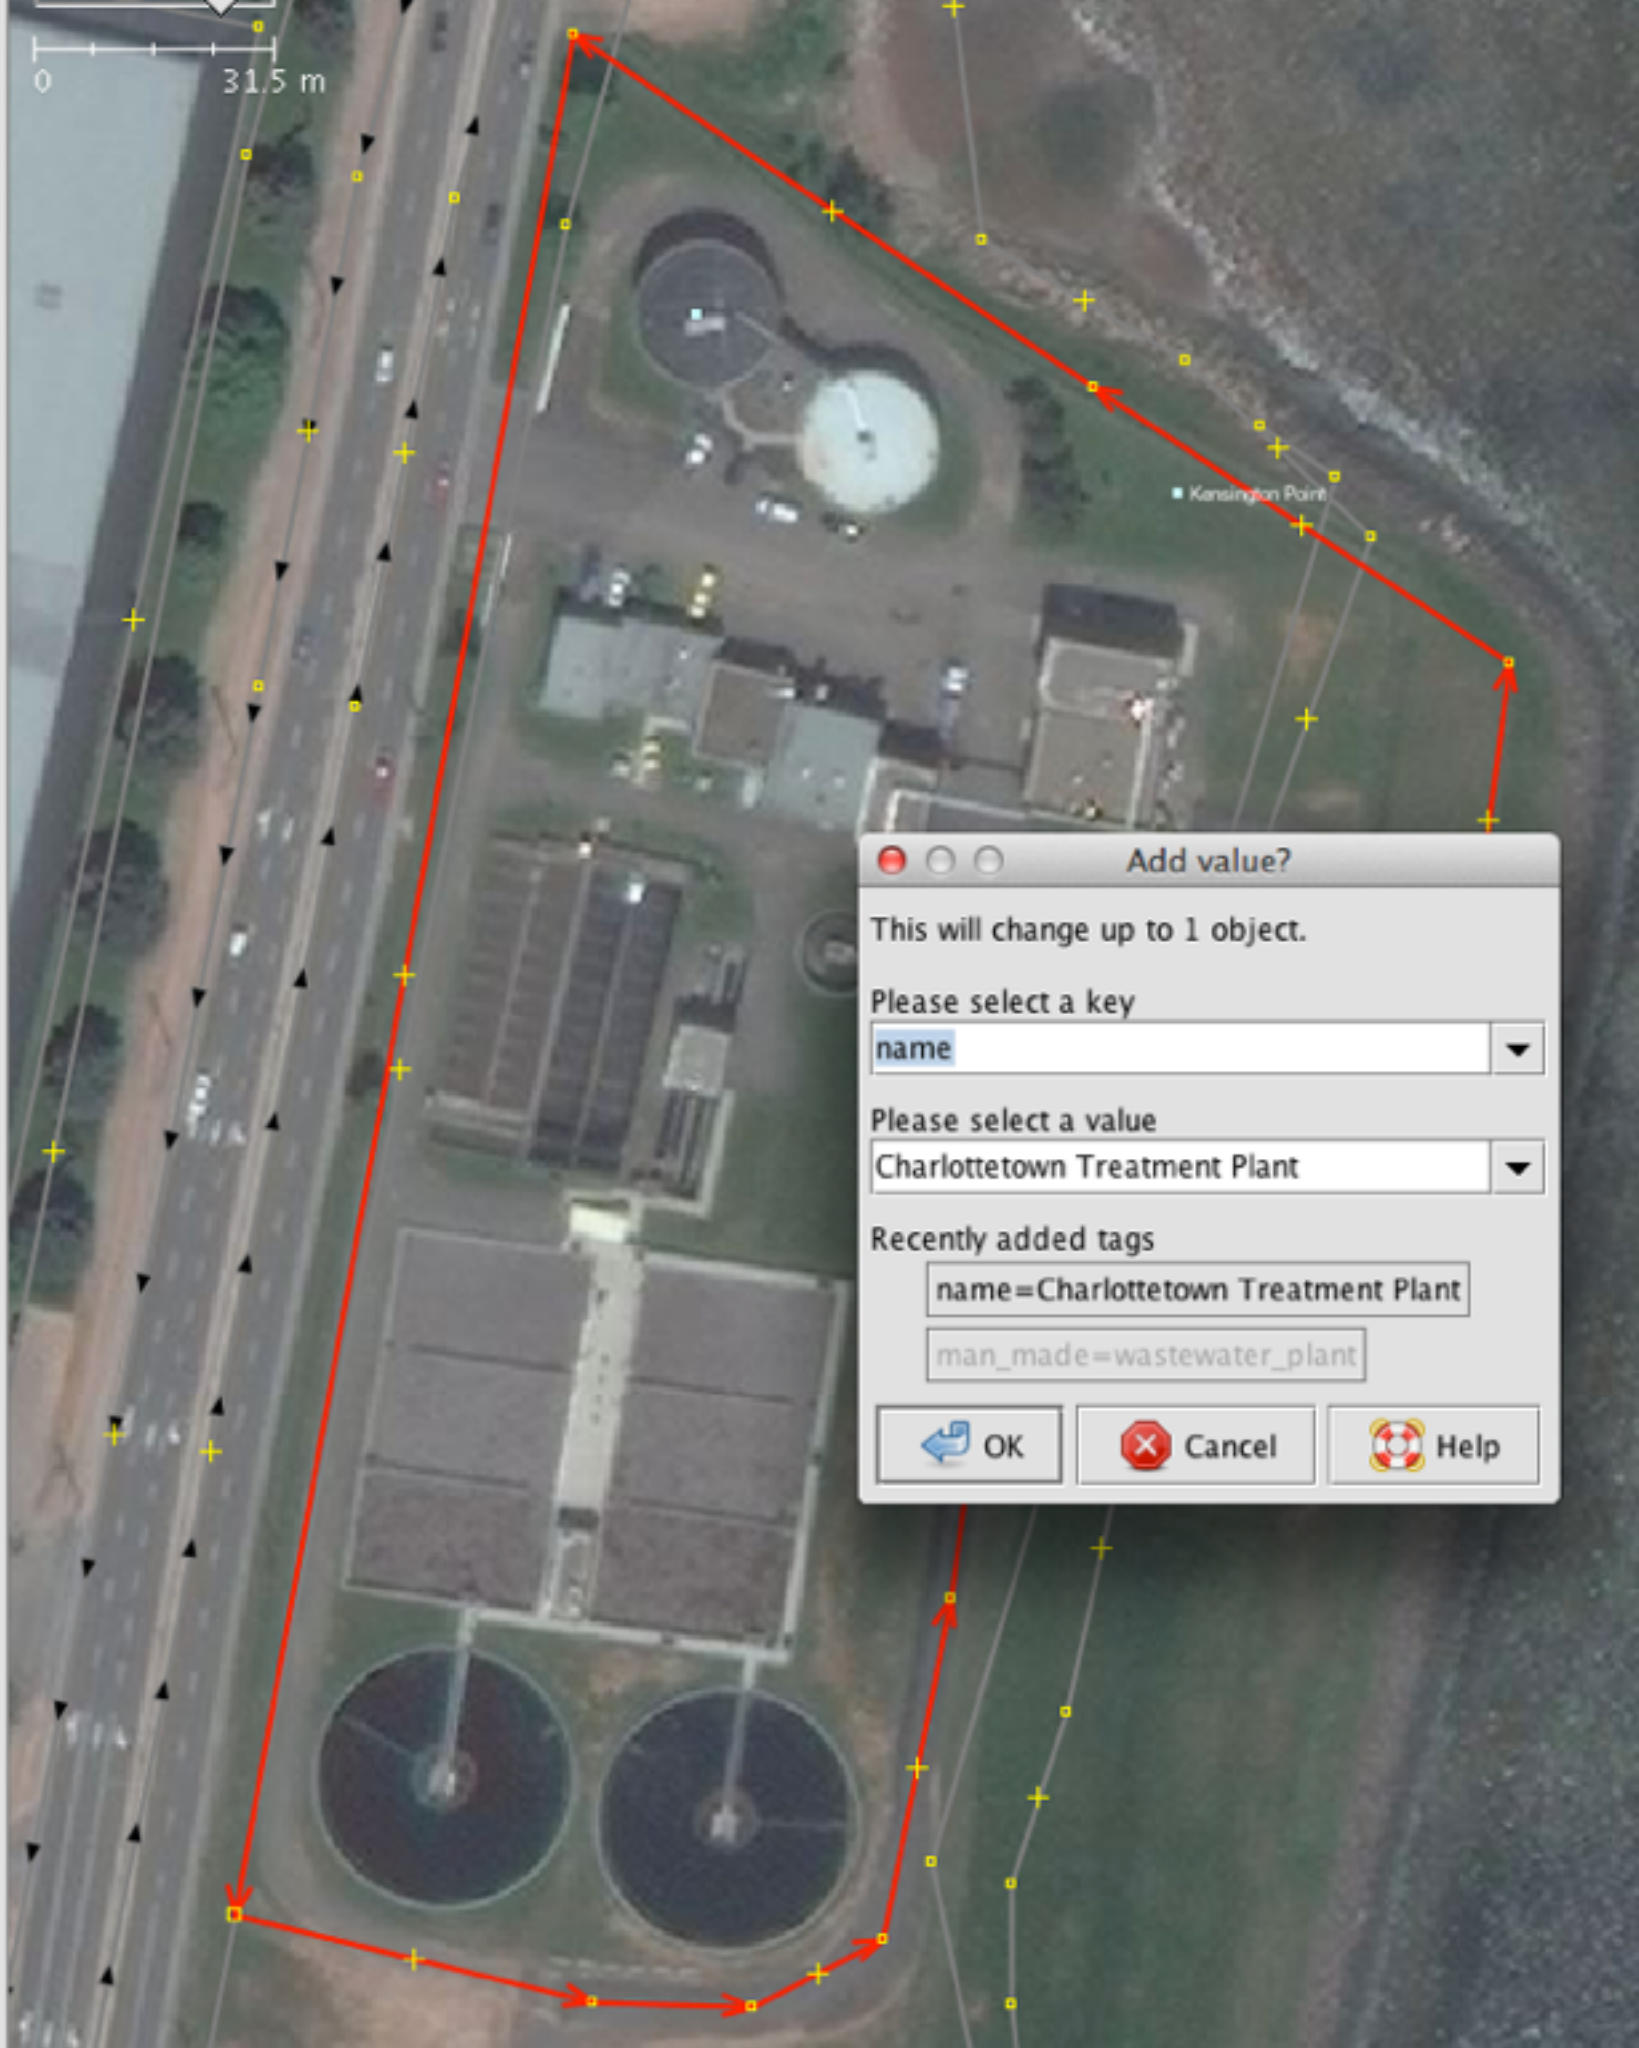 0 31.5 m
Kensington Point
Add value?
This will change up to 1 object.
Please select a key
name
Please select a value
Charlottetown Treatment Plant
Recently added tags
name=Charlottetown Treatment Plant
man_made=wastewater_plant
OK Cancel Help